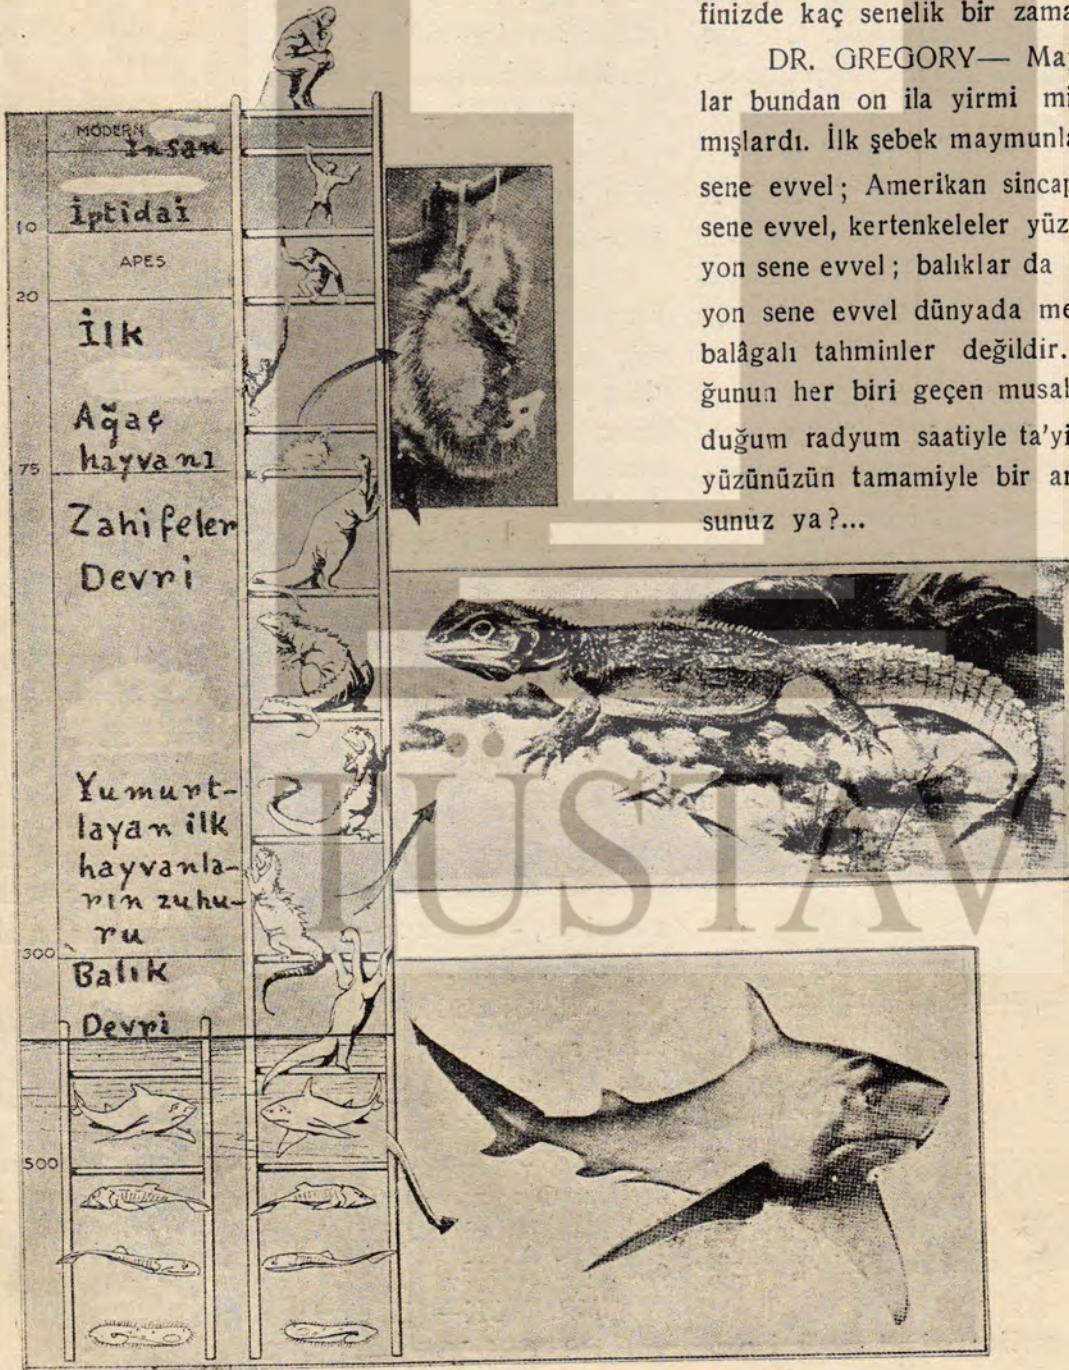 finizde kaç senelik bir zama
DR. GREGORY— Ma
lar bundan on ila yirmi mi
mışlardı. İlk şebek maymunla
sene evvel; Amerikan sincap
sene evvel, kertenkeleler yüz
yon sene evvel; balıklar da
yon sene evvel dünyada me
balâgalı tahminler değildir.
ğunun her biri geçen musal
duğum radyum saatiyle ta'yi
yüzünüzün tamamiyle bir ar
sunuz ya?...
MODERN
İnsan
İptidai
10
APES
20
İlk
Ağaç
hayvanı
75
Zahifeler
Devri
Yumurt-
layan ilk
hayvanla-
rın zuhu-
ru
300
Balık
Devri
500
TÜSTAV